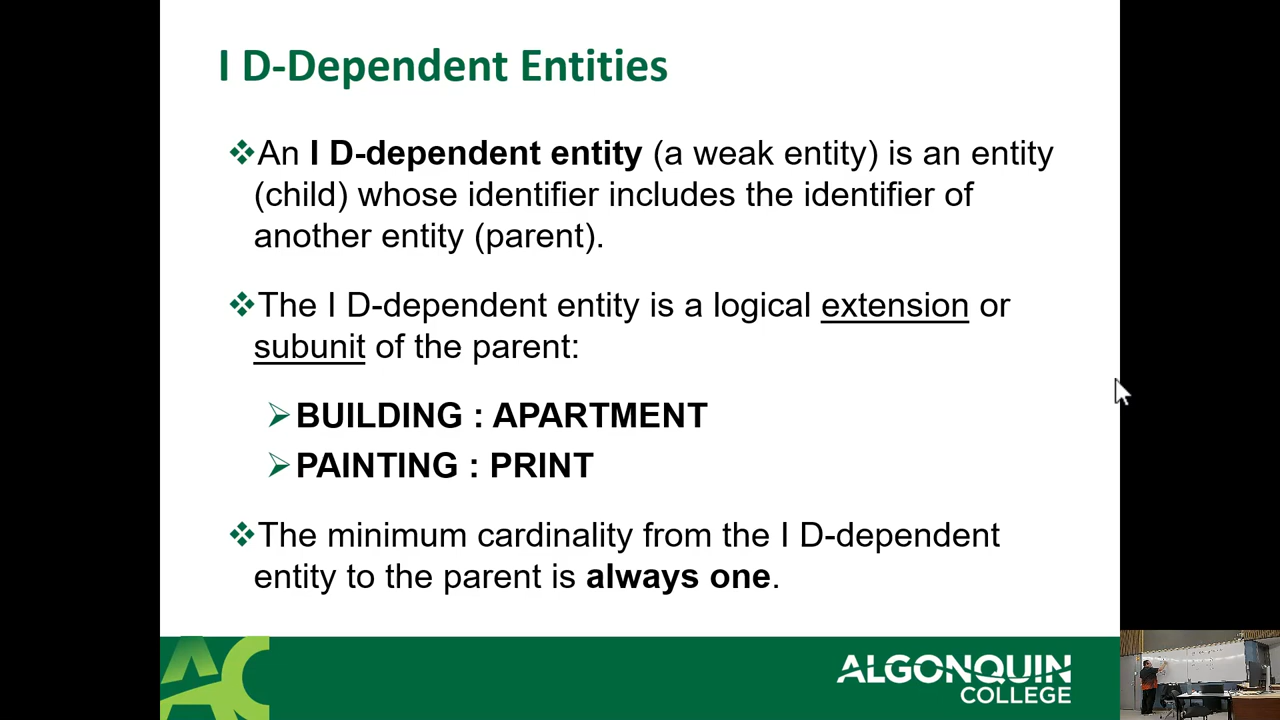 I D-Dependent Entities
An I D-dependent entity (a weak entity) is an entity
(child) whose identifier includes the identifier of
another entity (parent).
The I D-dependent entity is a logical extension or
subunit of the parent:
BUILDING : APARTMENT
PAINTING : PRINT
The minimum cardinality from the I D-dependent
entity to the parent is always one.
AC
ALGONQUIN
COLLEGE